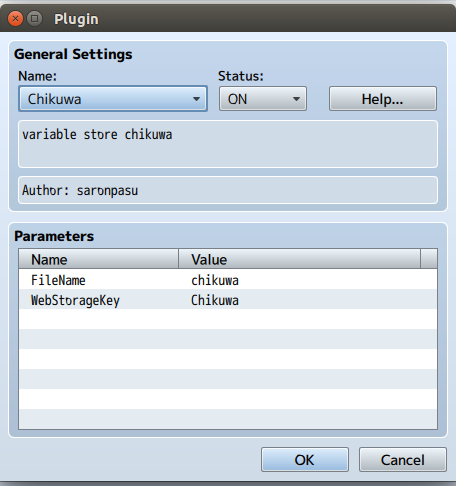 Plugin
General Settings
Name: Status:
Chikuwa ON Help...
variable store chikuwa
Author: saronpasu
Parameters
Name Value
FileName chikuwa
WebStorageKey Chikuwa
OK Cancel